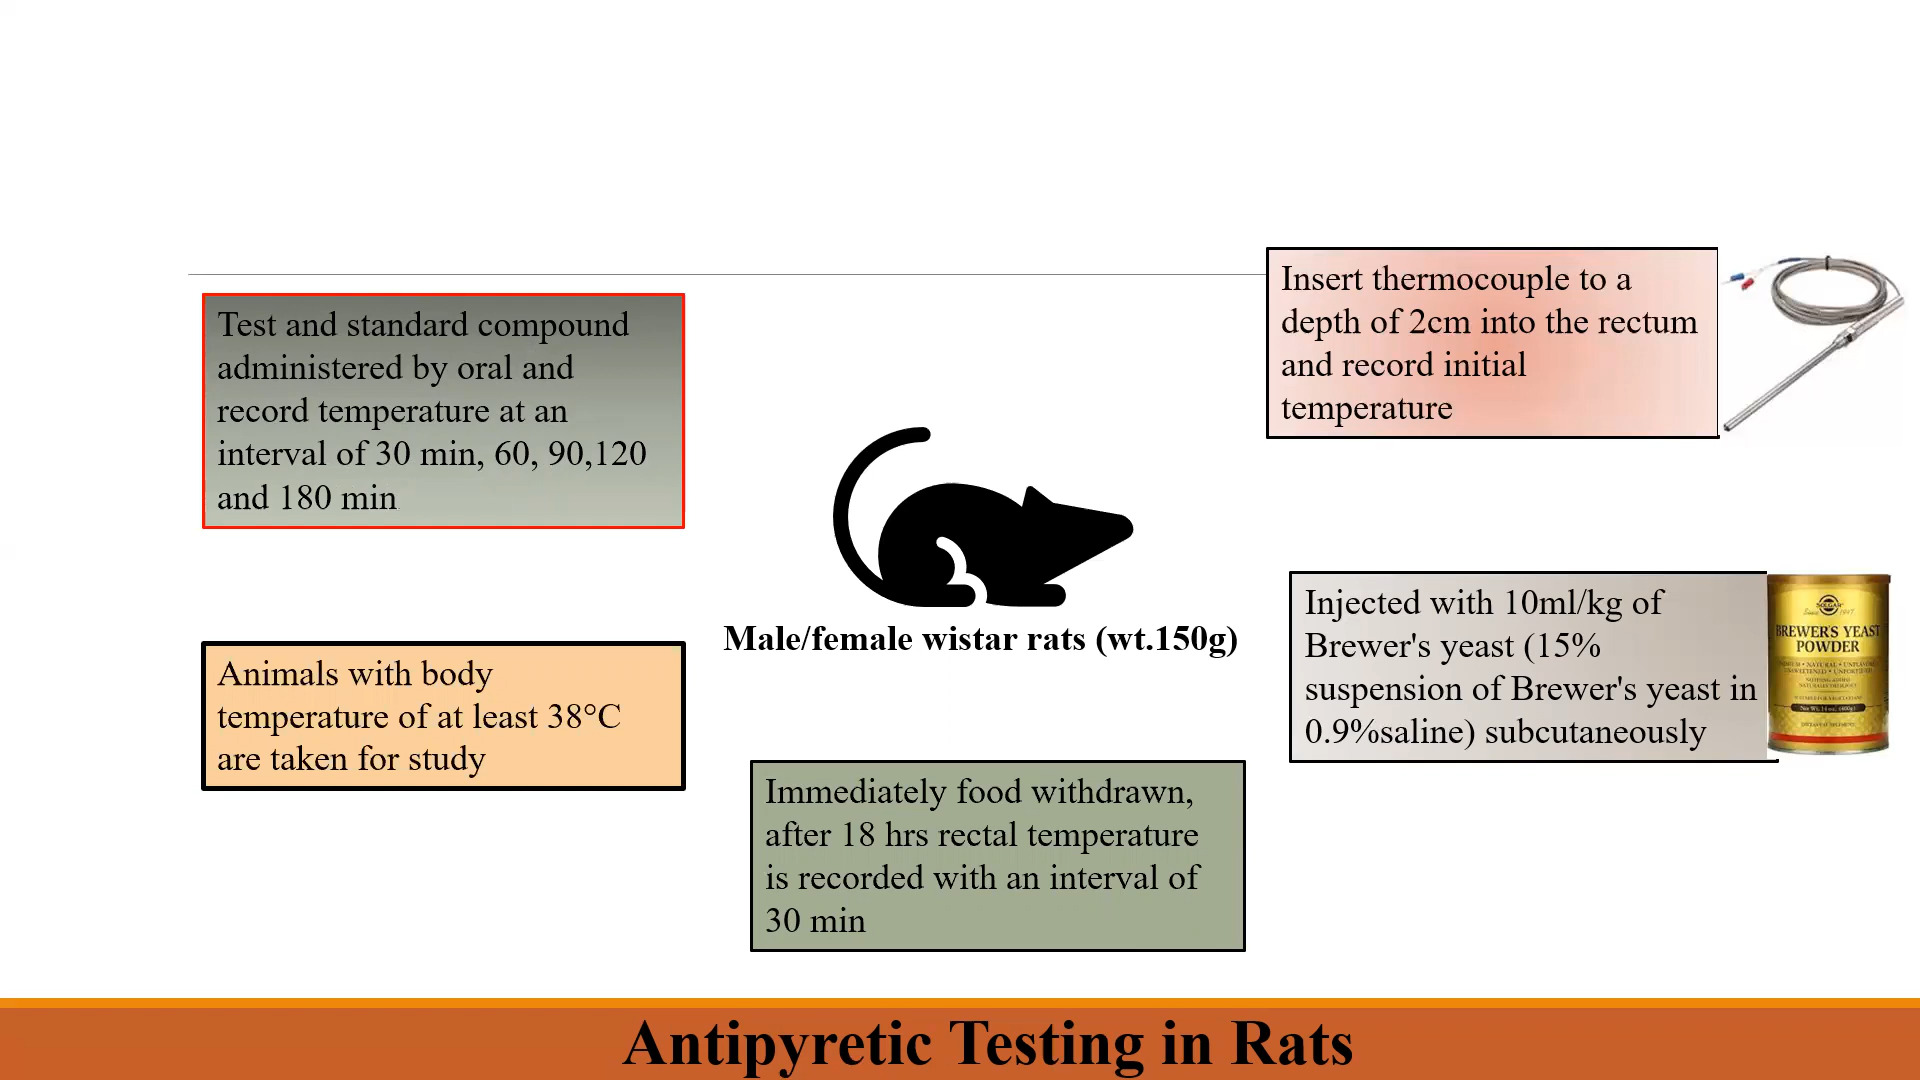 Test and standard compound
administered by oral and
record temperature at an
interval of 30 min, 60, 90,120
and 180 min
Insert thermocouple to a
depth of 2cm into the rectum
and record initial
temperature
Male/female wistar rats (wt.150g)
Animals with body
temperature of at least 38°C
are taken for study
Injected with 10ml/kg of
Brewer's yeast (15%
suspension of Brewer's yeast in
0.9%saline) subcutaneously
SOLGAR
BREWER'S YEAST
POWDER
Immediately food withdrawn,
after 18 hrs rectal temperature
is recorded with an interval of
30 min
Antipyretic Testing in Rats